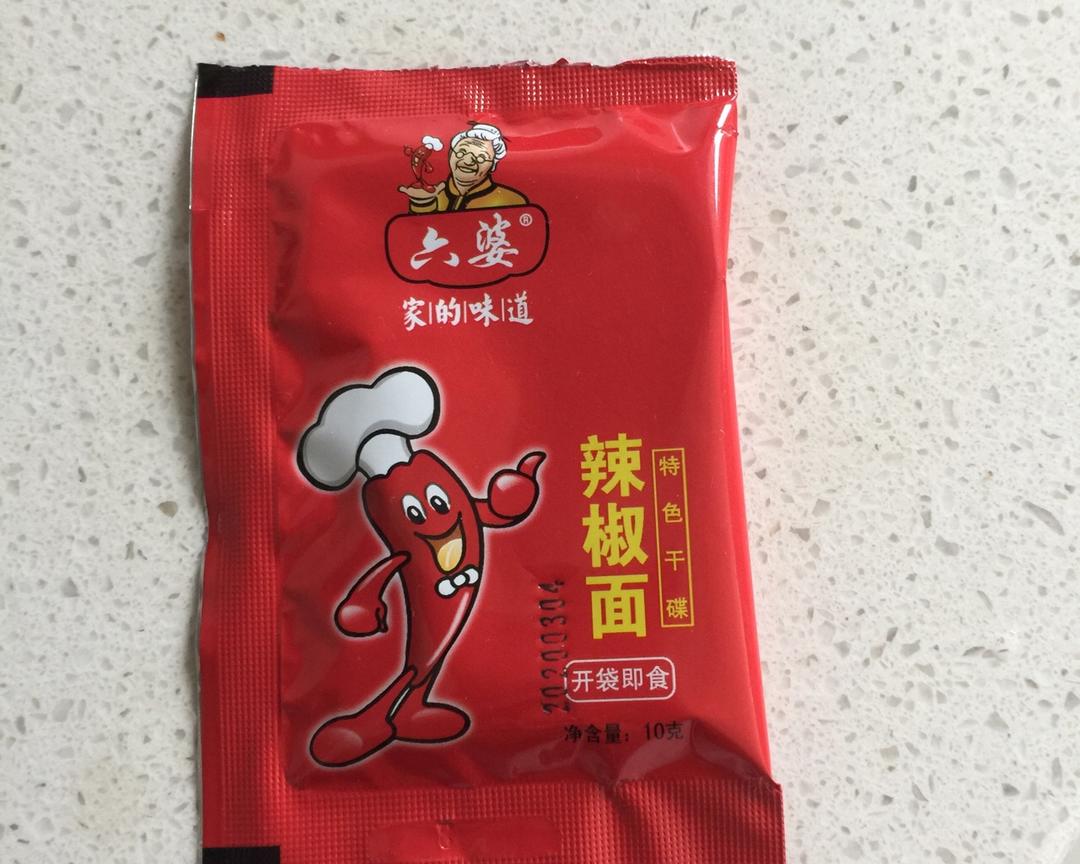 六婆®
家|的|味|道
辣椒面
特色干碟
20200304
开袋即食
净含量：10克